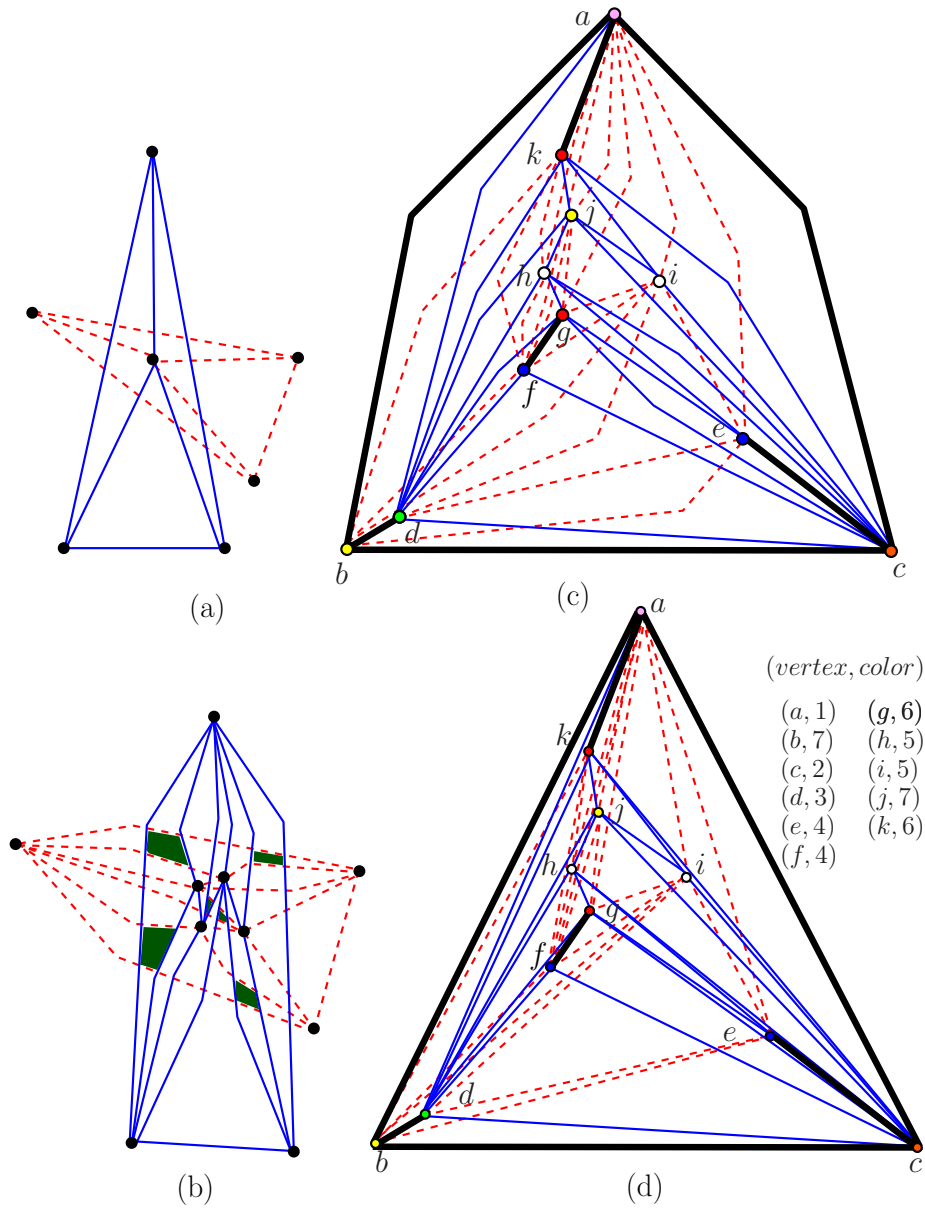 a
k
j
h
i
g
f
e
d
b
c
(a)
(c)
a
(vertex, color)
(a, 1) (g, 6)
(b, 7) (h, 5)
(c, 2) (i, 5)
(d, 3) (j, 7)
(e, 4) (k, 6)
(f, 4)
k
j
h
i
g
f
e
d
b
c
(b)
(d)